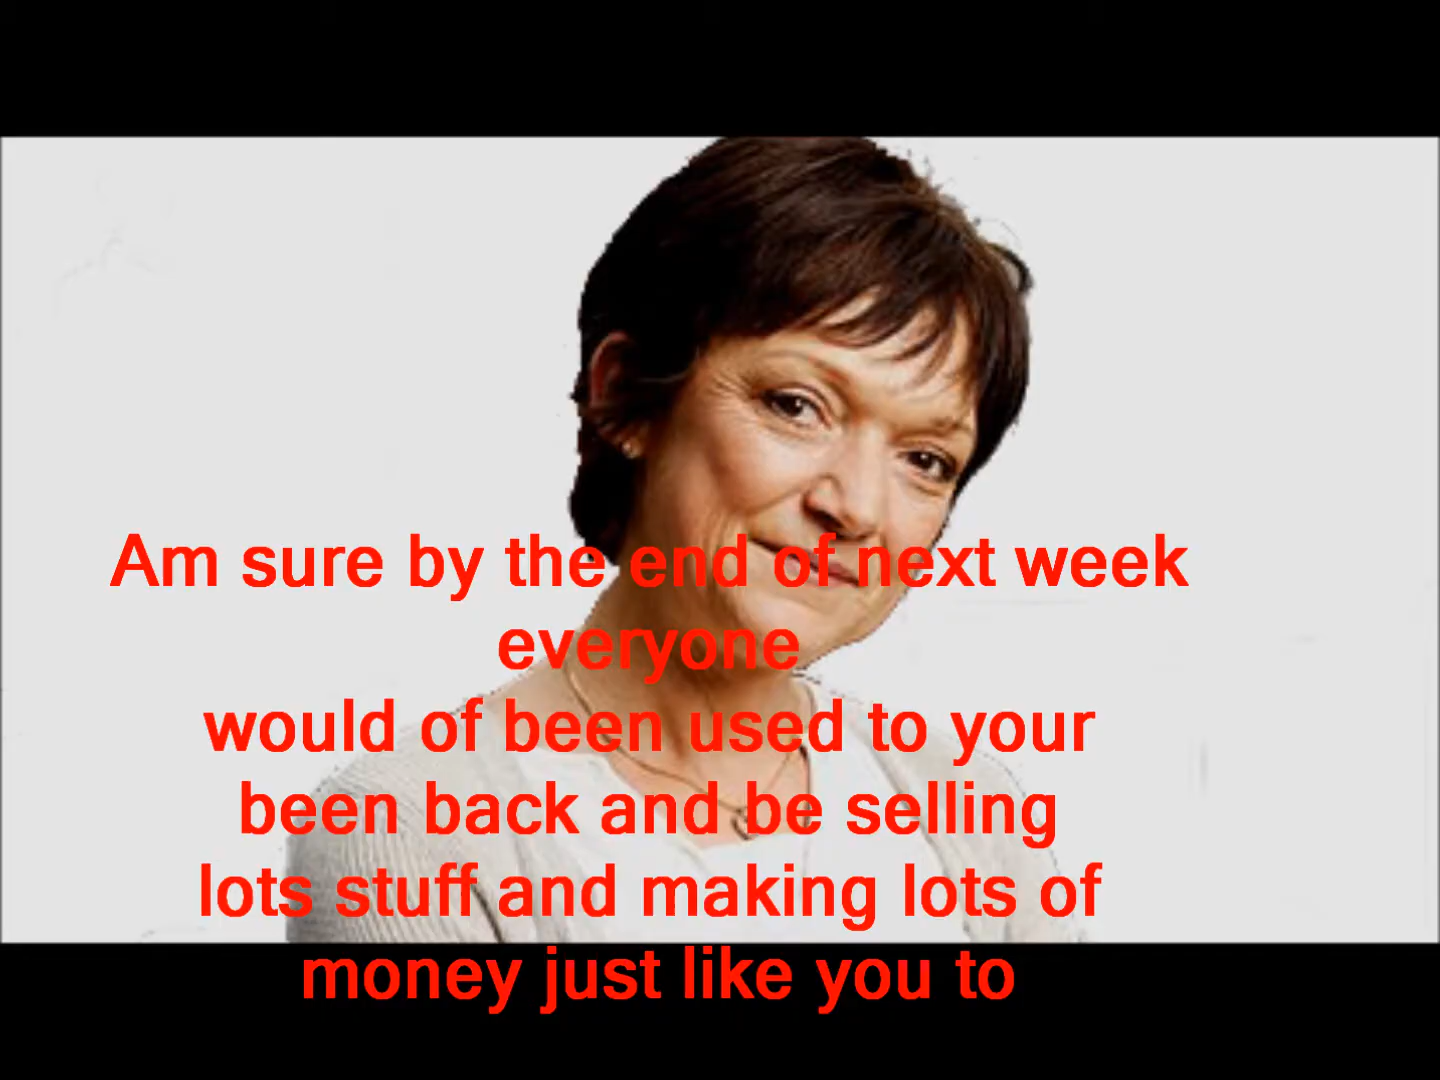 Am sure by the end of next week
everyone
would of been used to your
been back and be selling
lots stuff and making lots of
money just like you to